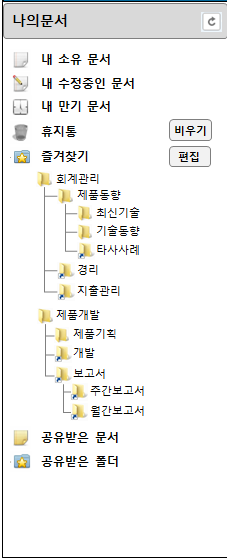 나의문서
내 소유 문서
내 수정중인 문서
내 만기 문서
휴지통 비우기
즐겨찾기 편집
회계관리
제품동향
최신기술
기술동향
타사사례
경리
지출관리
제품개발
제품기획
개발
보고서
주간보고서
월간보고서
공유받은 문서
공유받은 폴더